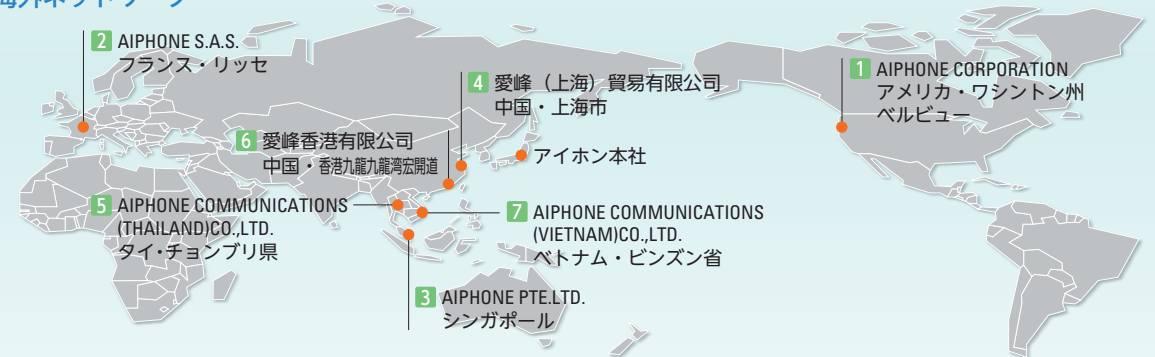 海外ネットワーク
2 AIPHONE S.A.S.
フランス・リッセ
4 愛峰（上海）貿易有限公司
中国・上海市
1 AIPHONE CORPORATION
アメリカ・ワシントン州
ベルビュー
6 愛峰香港有限公司
中国・香港九龍九龍湾宏開道
アイホン本社
5 AIPHONE COMMUNICATIONS
(THAILAND)CO.,LTD.
タイ・チョンブリ県
7 AIPHONE COMMUNICATIONS
(VIETNAM)CO.,LTD.
ベトナム・ビンズン省
3 AIPHONE PTE.LTD.
シンガポール